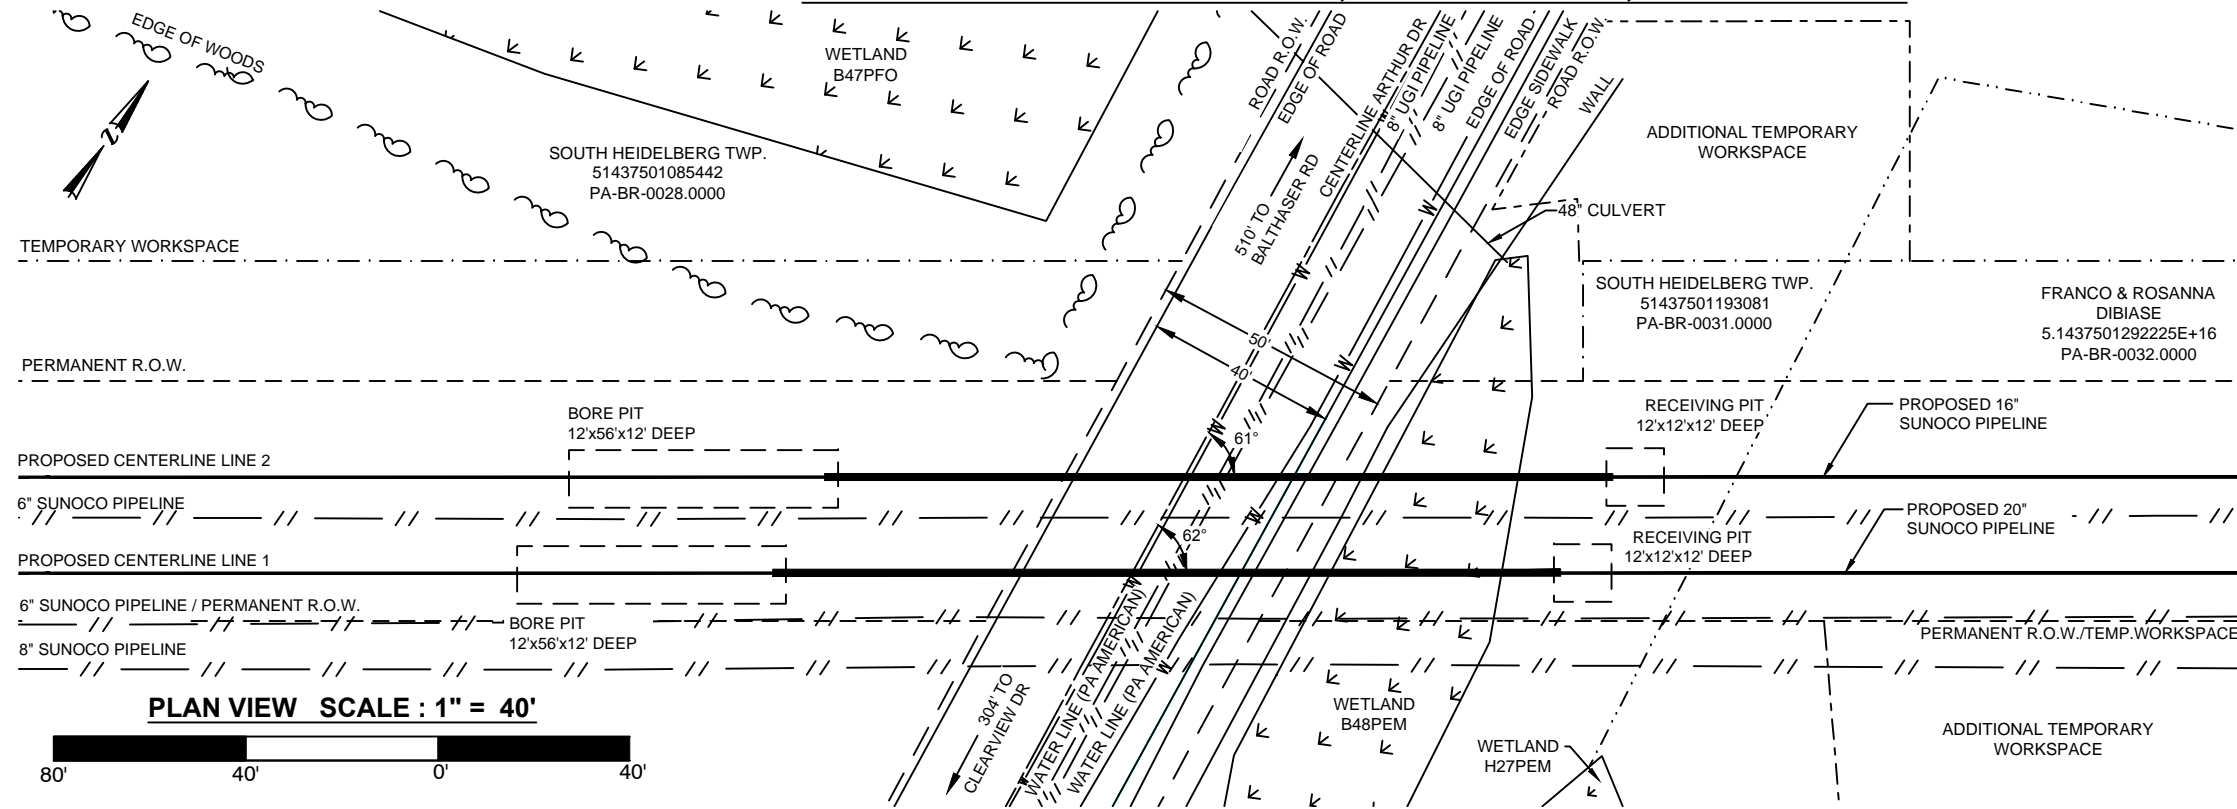 EDGE OF WOODS
WETLAND
B47PFO
ROAD R.O.W.
EDGE OF ROAD
CENTERLINE ARTHUR DR
8" UGI PIPELINE
8" UGI PIPELINE
EDGE OF ROAD
EDGE SIDEWALK
ROAD R.O.W.
WALL
ADDITIONAL TEMPORARY
WORKSPACE
Z
SOUTH HEIDELBERG TWP.
51437501085442
PA-BR-0028.0000
510' TO
BALTHASER RD
48" CULVERT
TEMPORARY WORKSPACE
W
W
SOUTH HEIDELBERG TWP.
51437501193081
PA-BR-0031.0000
FRANCO & ROSANNA
DIBIASE
5.1437501292225E+16
PA-BR-0032.0000
50'
40'
W
PERMANENT R.O.W.
BORE PIT
12'x56'x12' DEEP
W
61°
RECEIVING PIT
12'x12'x12' DEEP
PROPOSED 16"
SUNOCO PIPELINE
PROPOSED CENTERLINE LINE 2
6" SUNOCO PIPELINE
W
62°
PROPOSED 20"
SUNOCO PIPELINE
RECEIVING PIT
12'x12'x12' DEEP
PROPOSED CENTERLINE LINE 1
W
6" SUNOCO PIPELINE / PERMANENT R.O.W.
BORE PIT
12'x56'x12' DEEP
PERMANENT R.O.W./TEMP.WORKSPACE
8" SUNOCO PIPELINE
W
WATER LINE (PA AMERICAN)
WATER LINE (PA AMERICAN)
304' TO
CLEARVIEW DR
WETLAND
B48PEM
WETLAND
H27PEM
ADDITIONAL TEMPORARY
WORKSPACE
PLAN VIEW SCALE : 1" = 40'
80' 40' 0' 40'